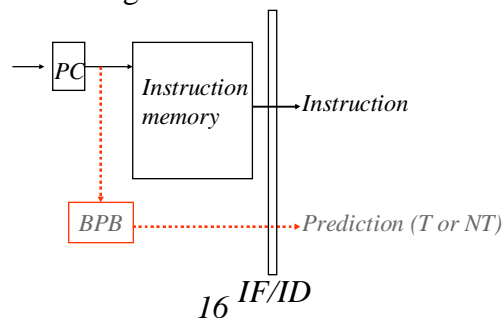 PC
Instruction
memory
Instruction
BPB
Prediction (T or NT)
16 IF/ID